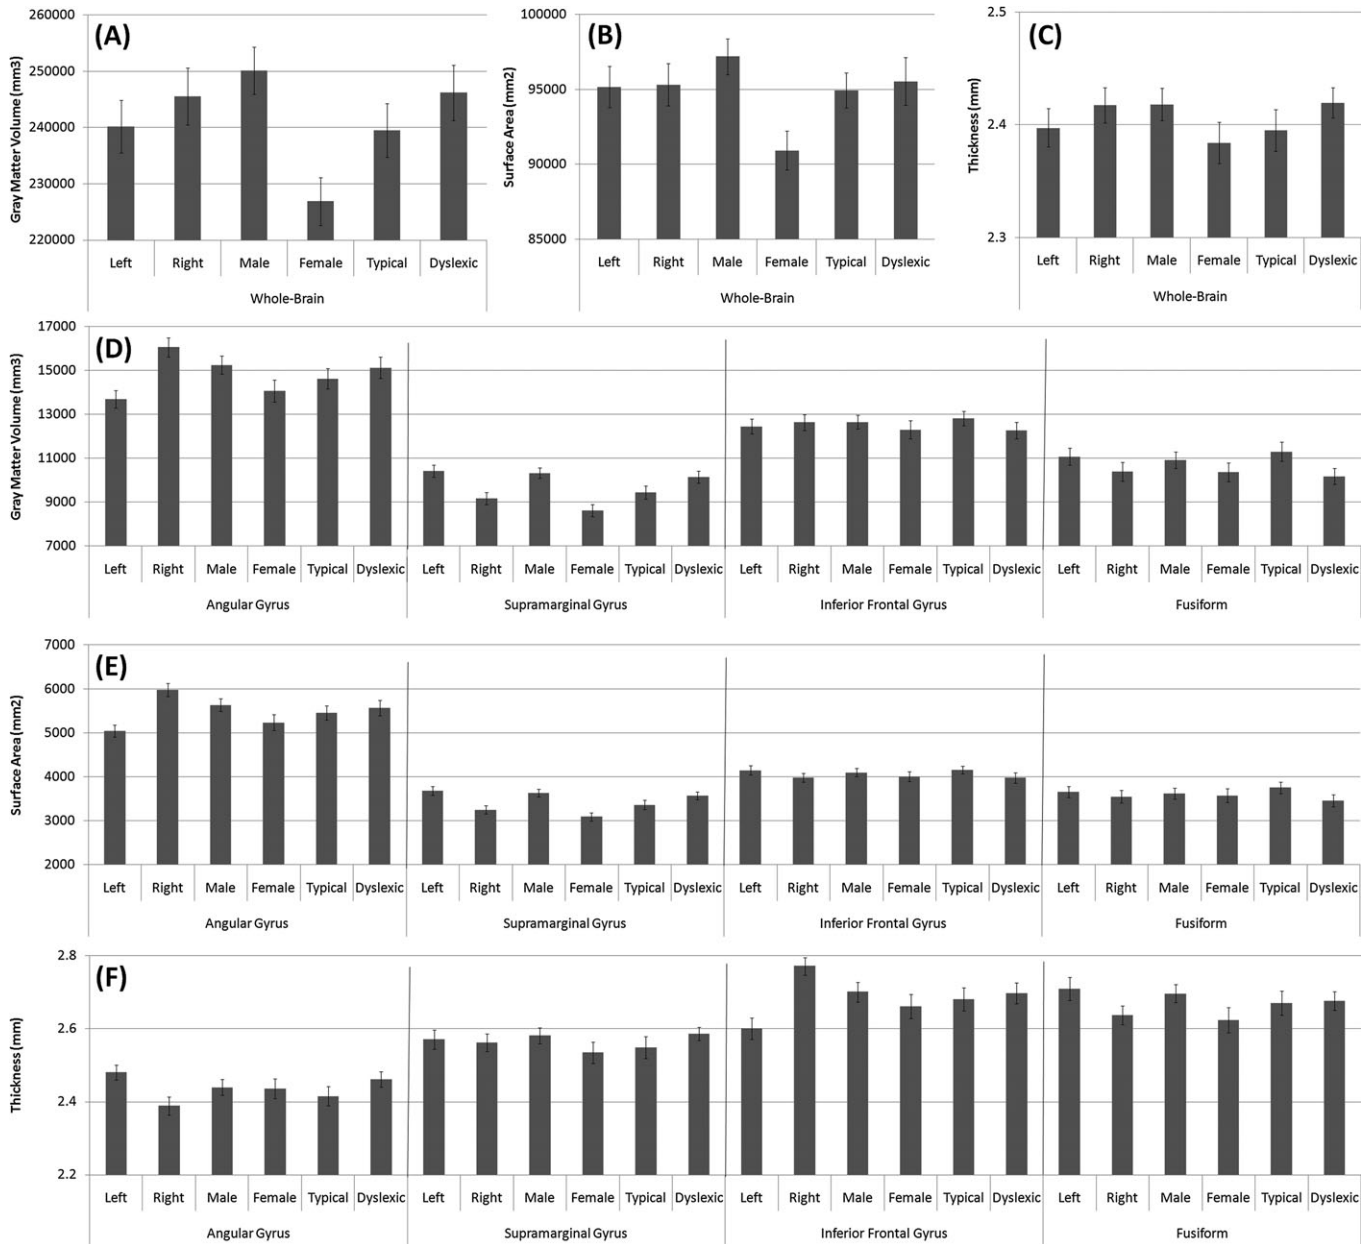 (A)
Gray Matter Volume (mm3)
260000
250000
240000
230000
220000
Left Right Male Female Typical Dyslexic
Whole-Brain
(B)
Surface Area (mm2)
100000
95000
90000
85000
Left Right Male Female Typical Dyslexic
Whole-Brain
(C)
Thickness (mm)
2.5
2.4
2.3
Left Right Male Female Typical Dyslexic
Whole-Brain
(D)
Gray Matter Volume (mm3)
17000
15000
13000
11000
9000
7000
Left Right Male Female Typical Dyslexic Left Right Male Female Typical Dyslexic Left Right Male Female Typical Dyslexic Left Right Male Female Typical Dyslexic
Angular Gyrus Supramarginal Gyrus Inferior Frontal Gyrus Fusiform
(E)
Surface Area (mm2)
7000
6000
5000
4000
3000
2000
Left Right Male Female Typical Dyslexic Left Right Male Female Typical Dyslexic Left Right Male Female Typical Dyslexic Left Right Male Female Typical Dyslexic
Angular Gyrus Supramarginal Gyrus Inferior Frontal Gyrus Fusiform
(F)
Thickness (mm)
2.8
2.6
2.4
2.2
Left Right Male Female Typical Dyslexic Left Right Male Female Typical Dyslexic Left Right Male Female Typical Dyslexic Left Right Male Female Typical Dyslexic
Angular Gyrus Supramarginal Gyrus Inferior Frontal Gyrus Fusiform